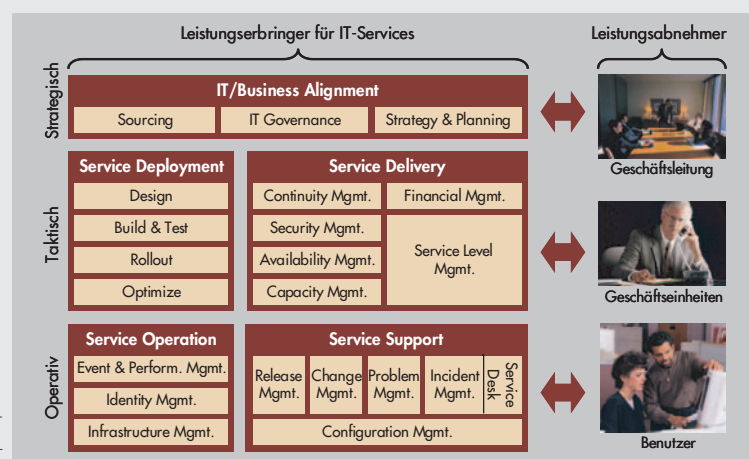 Leistungserbringer für IT-Services
Leistungsabnehmer
Strategisch
IT/Business Alignment
Sourcing
IT Governance
Strategy & Planning
Geschäftsleitung
Taktisch
Service Deployment
Design
Build & Test
Rollout
Optimize
Service Delivery
Continuity Mgmt.
Financial Mgmt.
Security Mgmt.
Availability Mgmt.
Capacity Mgmt.
Service Level
Mgmt.
Geschäftseinheiten
Operativ
Service Operation
Event & Perform. Mgmt.
Identity Mgmt.
Infrastructure Mgmt.
Service Support
Release
Mgmt.
Change
Mgmt.
Problem
Mgmt.
Incident
Mgmt.
Service
Desk
Configuration Mgmt.
Benutzer